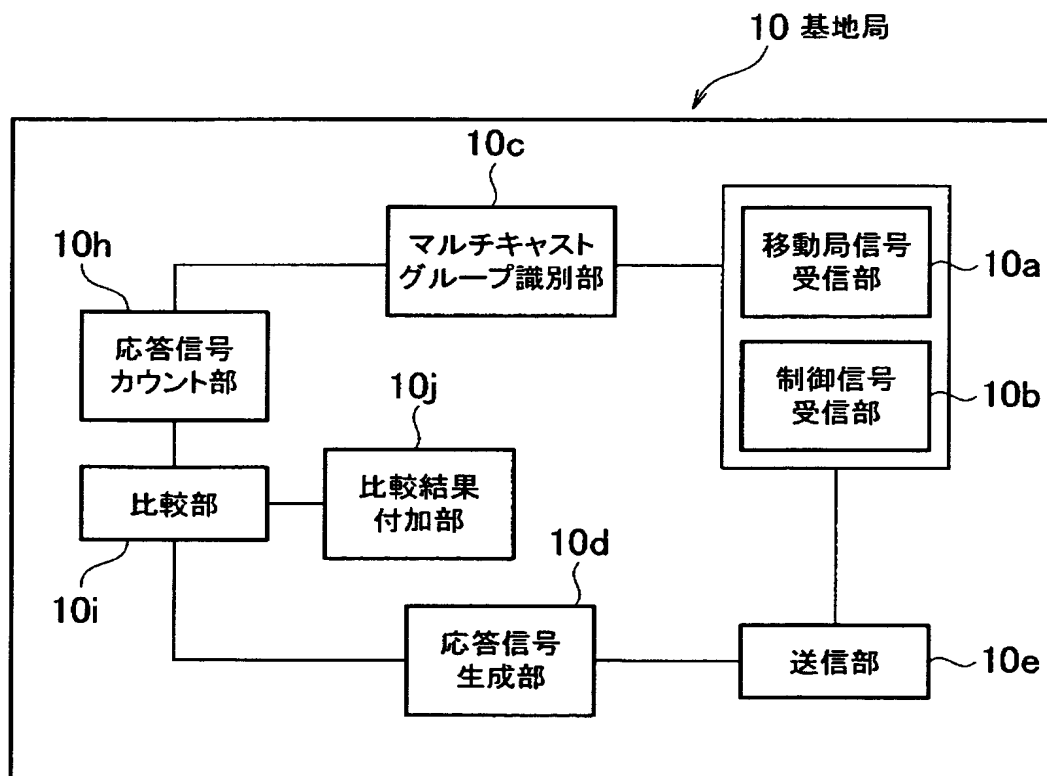 10 基地局
10c
マルチキャスト
グループ識別部
移動局信号
受信部
10a
制御信号
受信部
10b
10h
応答信号
カウント部
10j
比較部
比較結果
付加部
10i
10d
応答信号
生成部
送信部
10e